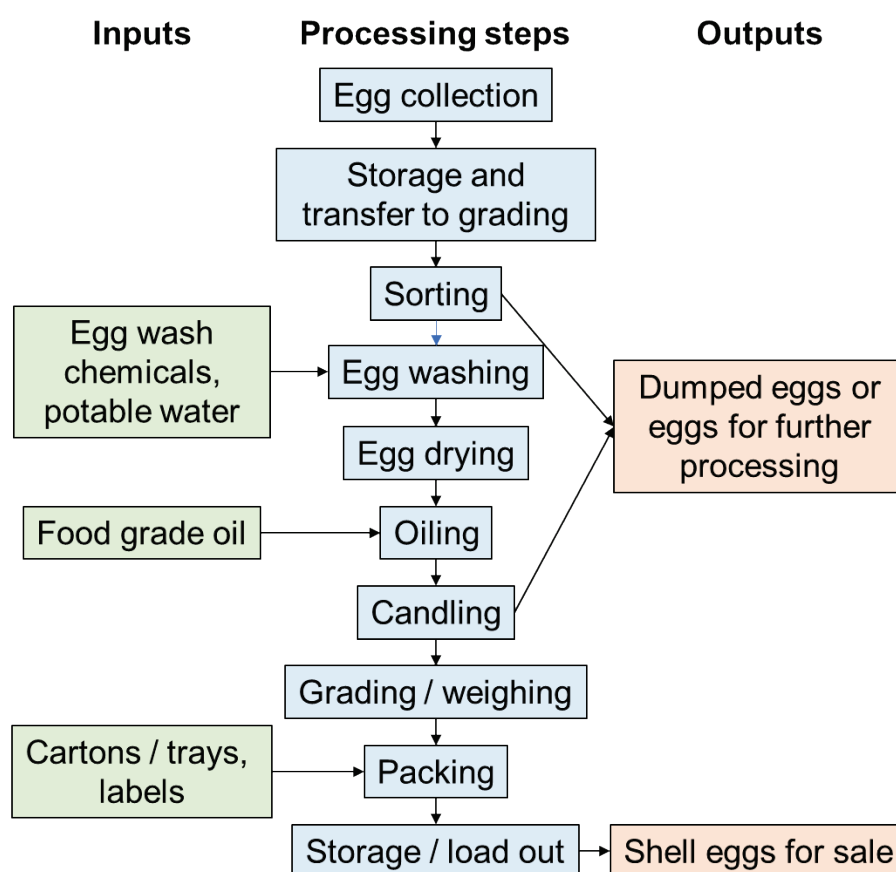 Inputs
Processing steps
Outputs
Egg collection
Storage and
transfer to grading
Sorting
Egg wash
chemicals,
potable water
Egg washing
Dumped eggs or
eggs for further
processing
Egg drying
Food grade oil
Oiling
Candling
Grading / weighing
Cartons / trays,
labels
Packing
Storage / load out
Shell eggs for sale